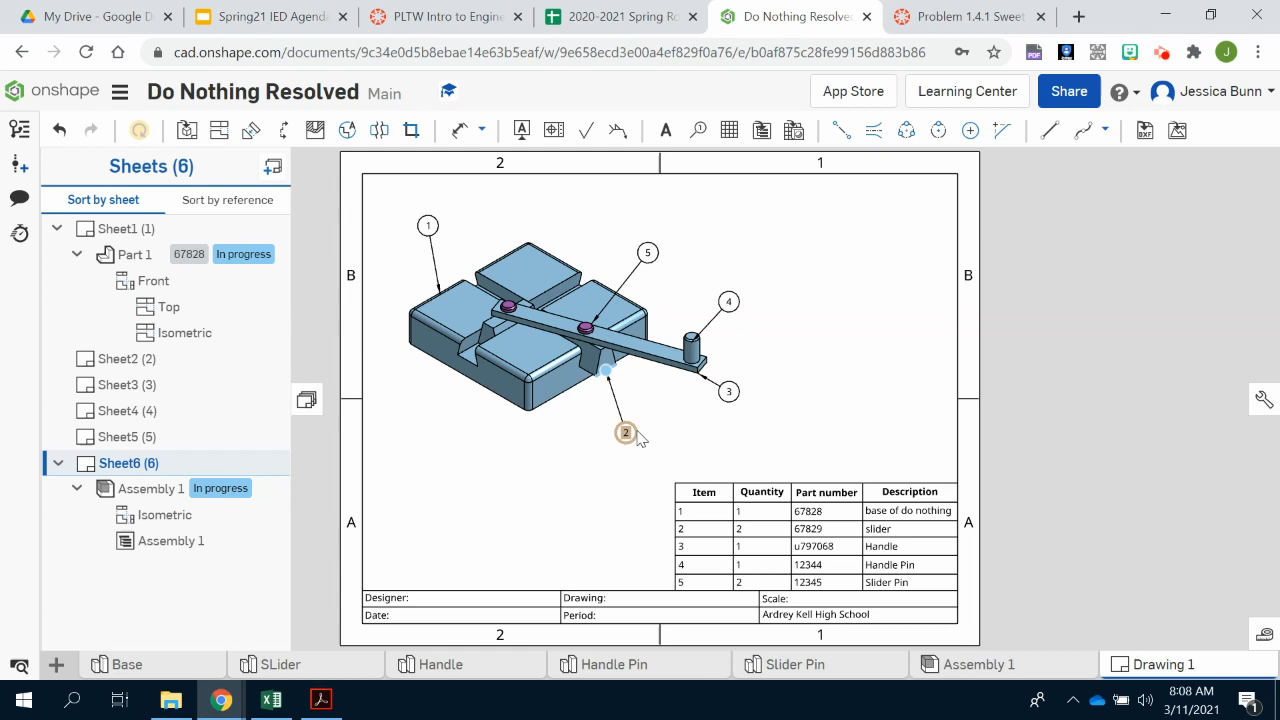 My Drive - Google D
Spring21 IED Agenda
PLTW Intro to Engine
2020-2021 Spring Ro
Do Nothing Resolved
Problem 1.4.1 Sweet
cad.onshape.com/documents/9c34e0d5b8ebae14e63b5eaf/w/9e658ecd3e00a4ef829f0a76/e/b0af875c28fe99156d883b86
onshape
Do Nothing Resolved Main
App Store
Learning Center
Share
Jessica Bunn
Sheets (6)
Sort by sheet
Sort by reference
Sheet1 (1)
Part 1 67828 In progress
Front
Top
Isometric
Sheet2 (2)
Sheet3 (3)
Sheet4 (4)
Sheet5 (5)
Sheet6 (6)
Assembly 1 In progress
Isometric
Assembly 1
2 1
B B
1
5
4
3
2
A A
Item Quantity Part number Description
1 1 67828 base of do nothing
2 2 67829 slider
3 1 u797068 Handle
4 1 12344 Handle Pin
5 2 12345 Slider Pin
Designer: Drawing: Scale:
Date: Period: Ardrey Kell High School
2 1
Base
SLider
Handle
Handle Pin
Slider Pin
Assembly 1
Drawing 1
8:08 AM
3/11/2021
1